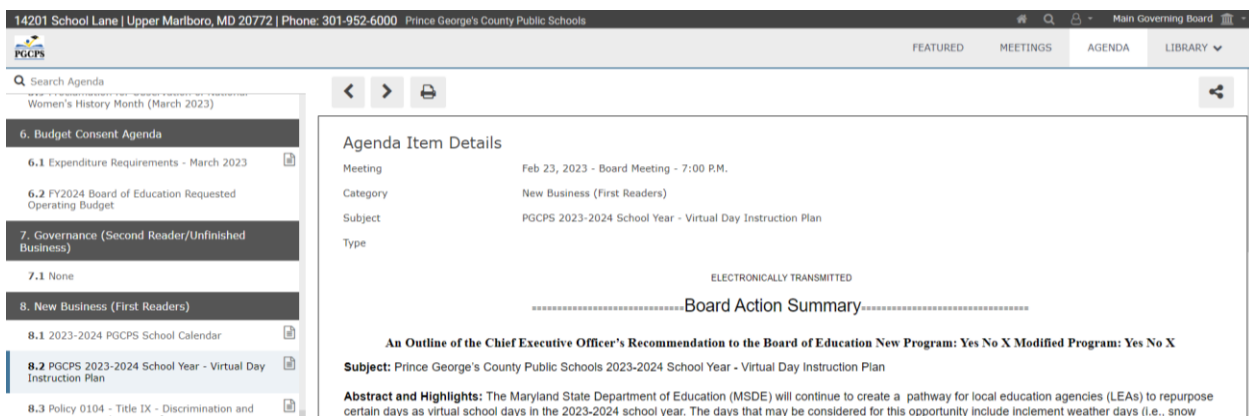 14201 School Lane | Upper Marlboro, MD 20772 | Phone: 301-952-6000 Prince George's County Public Schools Main Governing Board
PGCPS
FEATURED MEETINGS AGENDA LIBRARY
Search Agenda
Women's History Month (March 2023)
6. Budget Consent Agenda
6.1 Expenditure Requirements - March 2023
6.2 FY2024 Board of Education Requested
Operating Budget
7. Governance (Second Reader/Unfinished
Business)
7.1 None
8. New Business (First Readers)
8.1 2023-2024 PGCPS School Calendar
8.2 PGCPS 2023-2024 School Year - Virtual Day
Instruction Plan
8.3 Policy 0104 - Title IX - Discrimination and
Agenda Item Details
Meeting Feb 23, 2023 - Board Meeting - 7:00 P.M.
Category New Business (First Readers)
Subject PGCPS 2023-2024 School Year - Virtual Day Instruction Plan
Type
ELECTRONICALLY TRANSMITTED
==============================Board Action Summary=================================
An Outline of the Chief Executive Officer's Recommendation to the Board of Education New Program: Yes No X Modified Program: Yes No X
Subject: Prince George's County Public Schools 2023-2024 School Year - Virtual Day Instruction Plan
Abstract and Highlights: The Maryland State Department of Education (MSDE) will continue to create a pathway for local education agencies (LEAs) to repurpose
certain days as virtual school days in the 2023-2024 school year. The days that may be considered for this opportunity include inclement weather days (i.e., snow